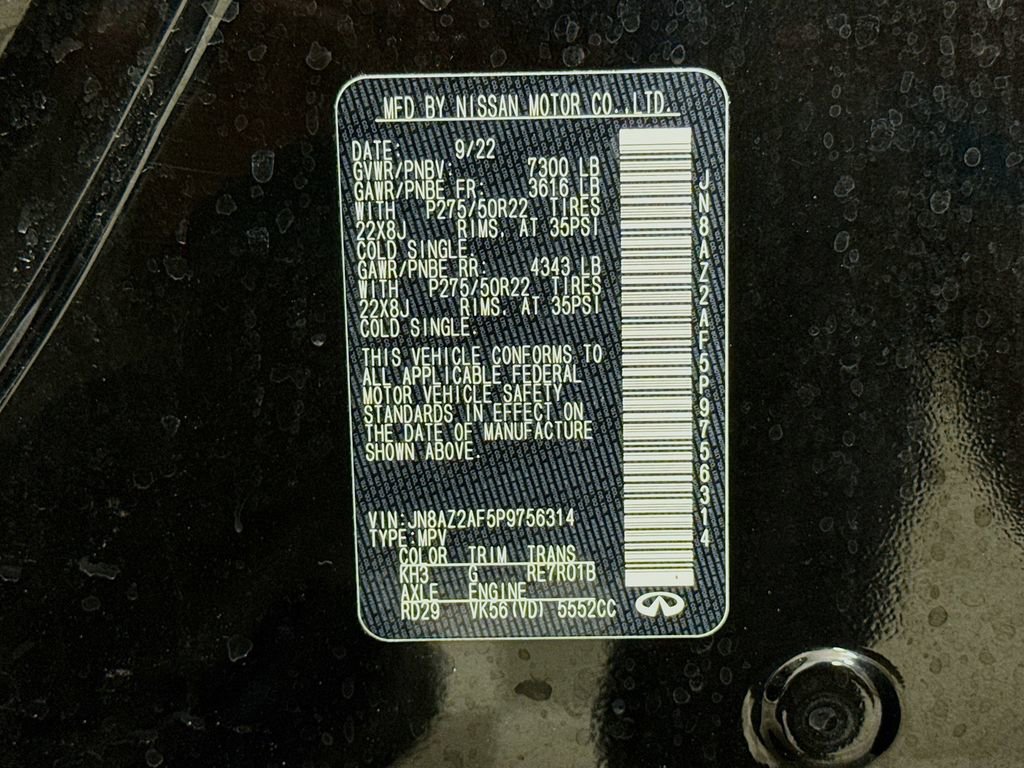 MFD BY NISSAN MOTOR CO.,LTD.
DATE: 9/22
GVWR/PNBV: 7300 LB
GAWR/PNBE FR: 3616 LB
WITH P275/50R22 TIRES
22X8J RIMS. AT 35PSI
COLD SINGLE.
GAWR/PNBE RR: 4343 LB
WITH P275/50R22 TIRES
22X8J RIMS. AT 35PSI
COLD SINGLE.
THIS VEHICLE CONFORMS TO
ALL APPLICABLE FEDERAL
MOTOR VEHICLE SAFETY
STANDARDS IN EFFECT ON
THE DATE OF MANUFACTURE
SHOWN ABOVE.
VIN:JN8AZ2AF5P9756314
TYPE:MPV
COLOR TRIM TRANS
KH3 G RE7R01B
AXLE ENGINE
RD29 VK56(VD) 5552CC
JN8AZ2AF5P9756314